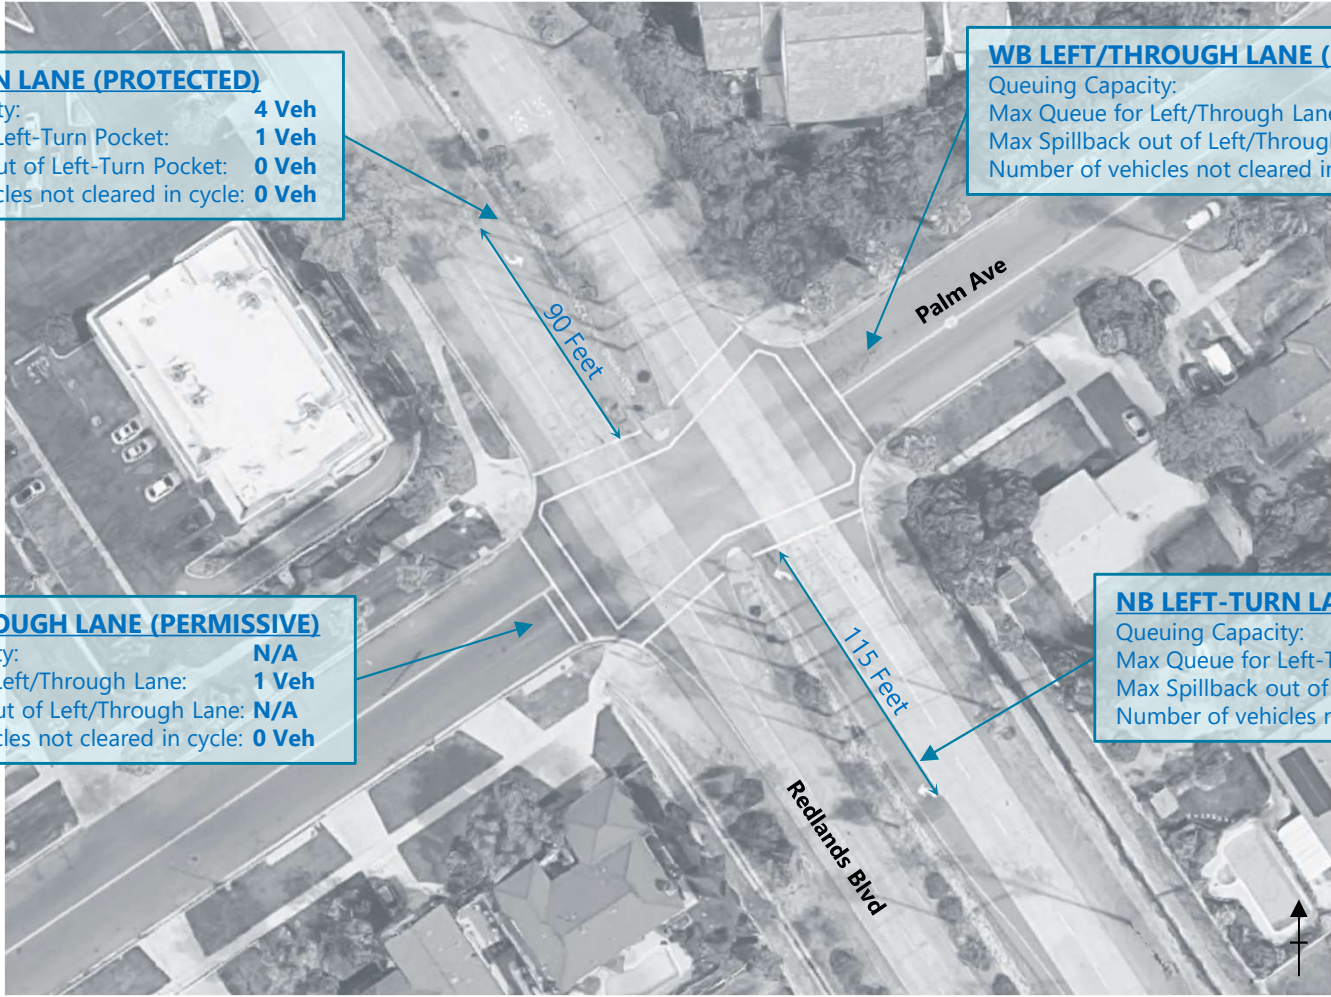 N LANE (PROTECTED)
ty: 4 Veh
Left-Turn Pocket: 1 Veh
ut of Left-Turn Pocket: 0 Veh
cles not cleared in cycle: 0 Veh
WB LEFT/THROUGH LANE (
Queuing Capacity:
Max Queue for Left/Through Lane
Max Spillback out of Left/Through
Number of vehicles not cleared in
90 Feet
Palm Ave
OUGH LANE (PERMISSIVE)
ty: N/A
Left/Through Lane: 1 Veh
ut of Left/Through Lane: N/A
cles not cleared in cycle: 0 Veh
115 Feet
NB LEFT-TURN LA
Queuing Capacity:
Max Queue for Left-T
Max Spillback out of
Number of vehicles n
Redlands Blvd